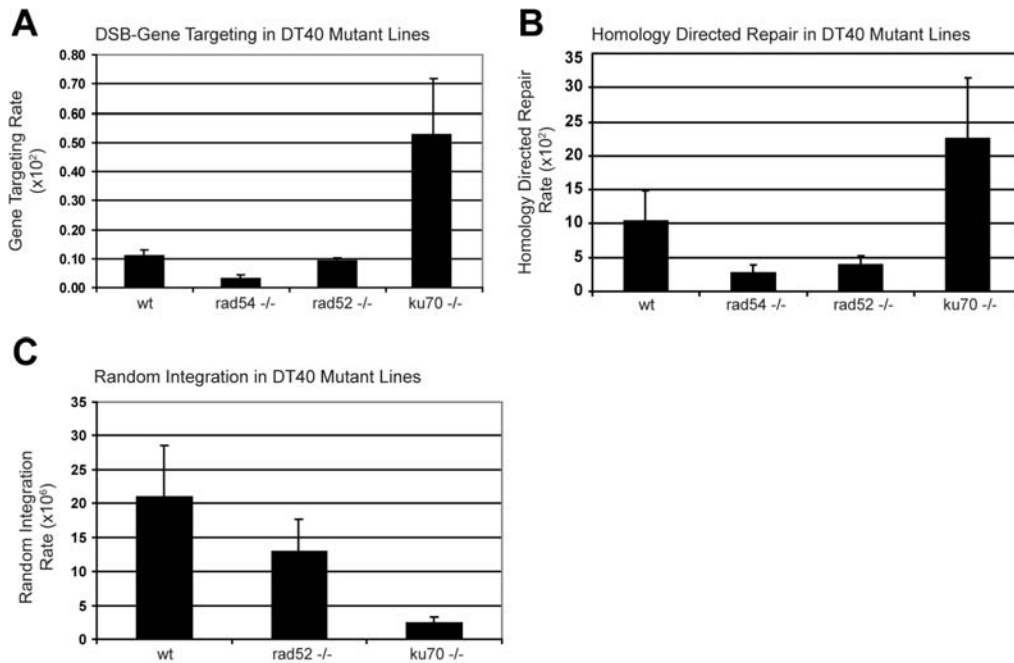 A
DSB-Gene Targeting in DT40 Mutant Lines
Gene Targeting Rate
(x10²)
0.80
0.70
0.60
0.50
0.40
0.30
0.20
0.10
0.00
wt rad54 -/- rad52 -/- ku70 -/-
B
Homology Directed Repair in DT40 Mutant Lines
Homology Directed Repair
Rate (x10²)
35
30
25
20
15
10
5
0
wt rad54 -/- rad52 -/- ku70 -/-
C
Random Integration in DT40 Mutant Lines
Random Integration
Rate (x10⁶)
35
30
25
20
15
10
5
0
wt rad52 -/- ku70 -/-